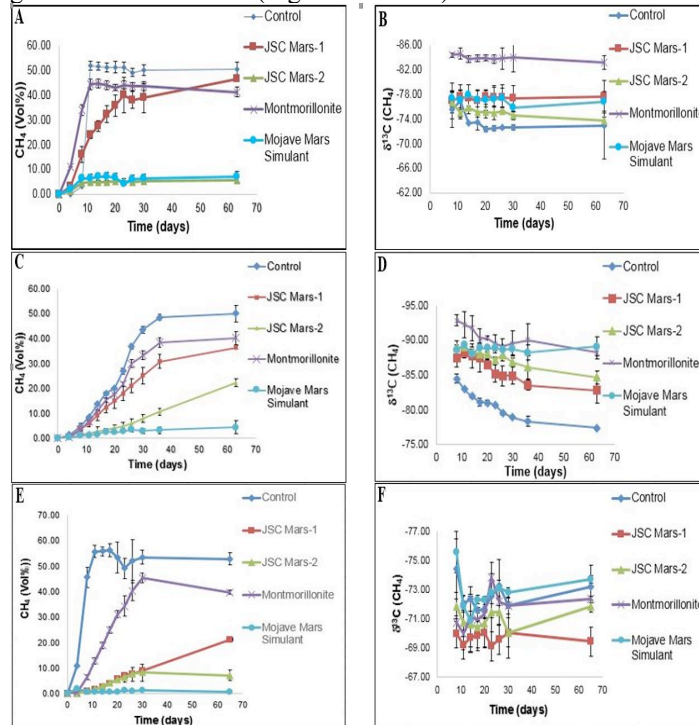 A
CH₄ (Vol%))
60.00
50.00
40.00
30.00
20.00
10.00
0.00
0 10 20 30 40 50 60 70
Time (days)
Control
JSC Mars-1
JSC Mars-2
Montmorillonite
Mojave Mars
Simulant
B
δ¹³C (CH₄)
-86.00
-82.00
-78.00
-74.00
-70.00
-66.00
-62.00
0 10 20 30 40 50 60 70
Time (days)
Control
JSC Mars-1
JSC Mars-2
Montmorillonite
Mojave Mars
Simulant
C
CH₄ (Vol%))
60.00
50.00
40.00
30.00
20.00
10.00
0.00
0 10 20 30 40 50 60 70
Time (days)
Control
JSC Mars-1
JSC Mars-2
Montmorillonite
Mojave Mars
Simulant
D
δ¹³C (CH₄)
-95.00
-90.00
-85.00
-80.00
-75.00
0 10 20 30 40 50 60 70
Time (days)
Control
JSC Mars-1
JSC Mars-2
Montmorillonite
Mojave Mars
Simulant
E
CH₄ (Vol%))
70.00
60.00
50.00
40.00
30.00
20.00
10.00
0.00
0 10 20 30 40 50 60 70
Time (days)
Control
JSC Mars-1
JSC Mars-2
Montmorillonite
Mojave Mars
Simulant
F
δ¹³C (CH₄)
-77.00
-75.00
-73.00
-71.00
-69.00
-67.00
0 10 20 30 40 50 60 70
Time (days)
Control
JSC Mars-1
JSC Mars-2
Montmorillonite
Mojave Mars
Simulant